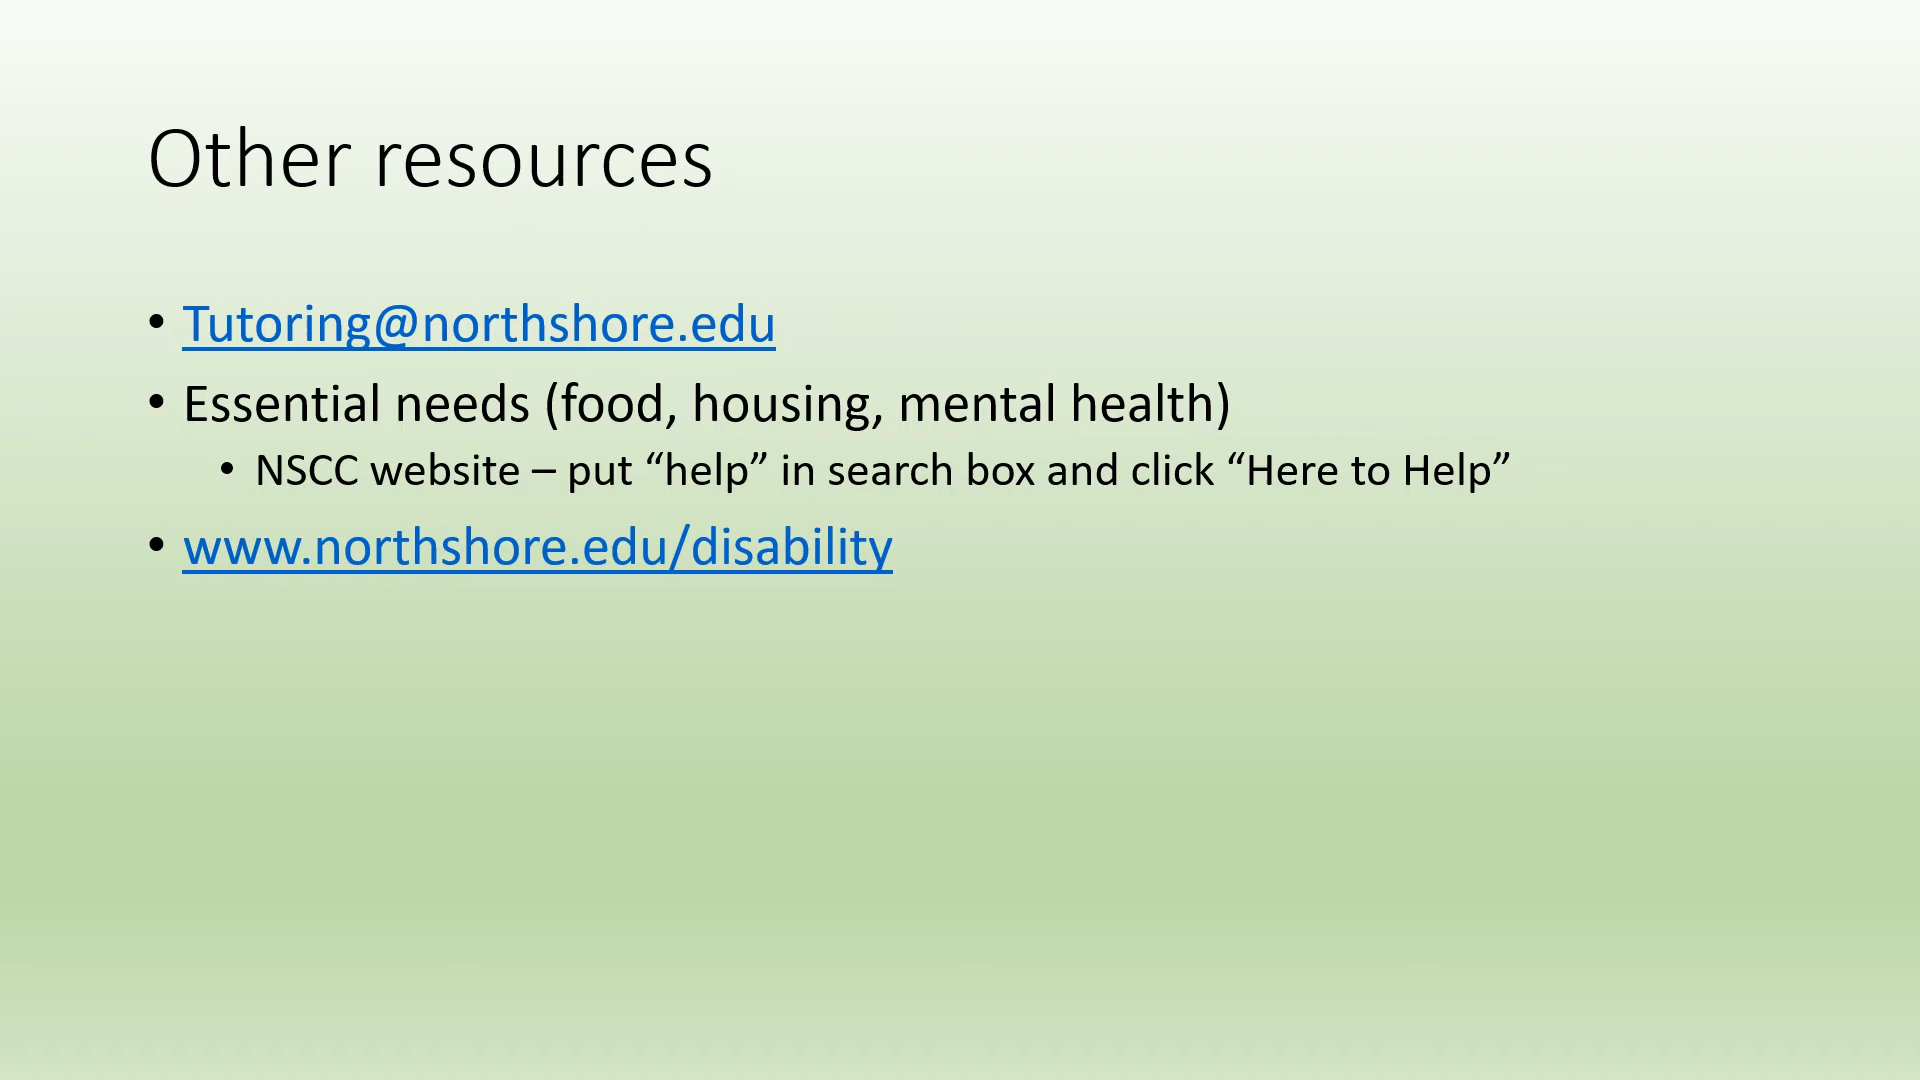 Other resources
• Tutoring@northshore.edu
• Essential needs (food, housing, mental health)
• NSCC website – put “help” in search box and click “Here to Help”
• www.northshore.edu/disability